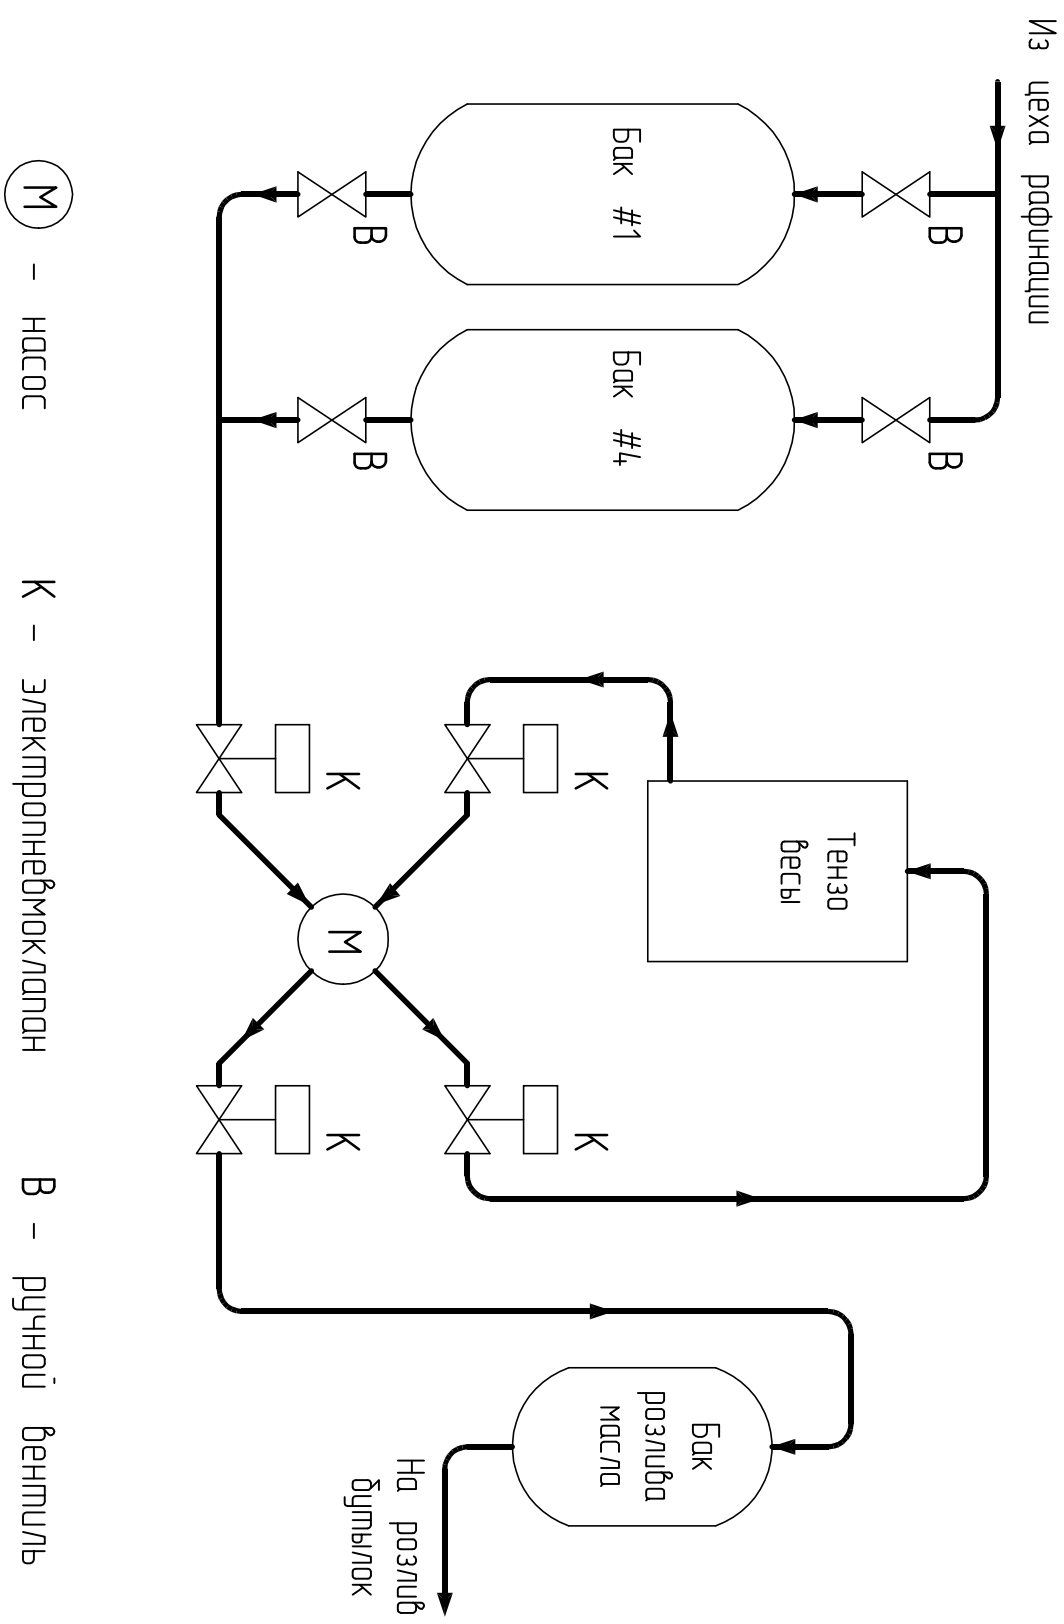 Из цеха рафинации
В
В
Бак #1
Бак #4
В
В
Тензо
весы
К
К
К
К
М
Бак
розлива
масла
На розлив
бутылок
М - насос
К - электропневмоклапан
В - ручной вентиль